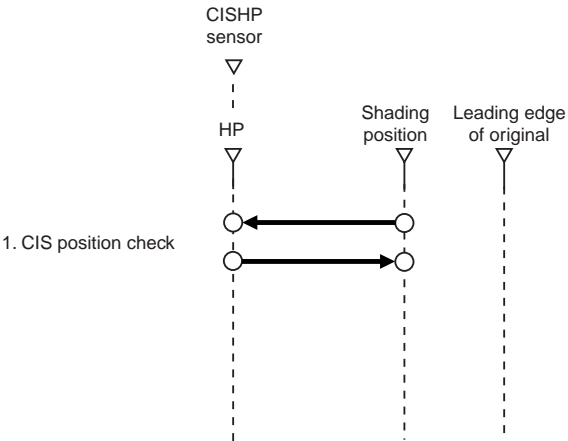 CISHP
sensor
HP
Shading
position
Leading edge
of original
1. CIS position check